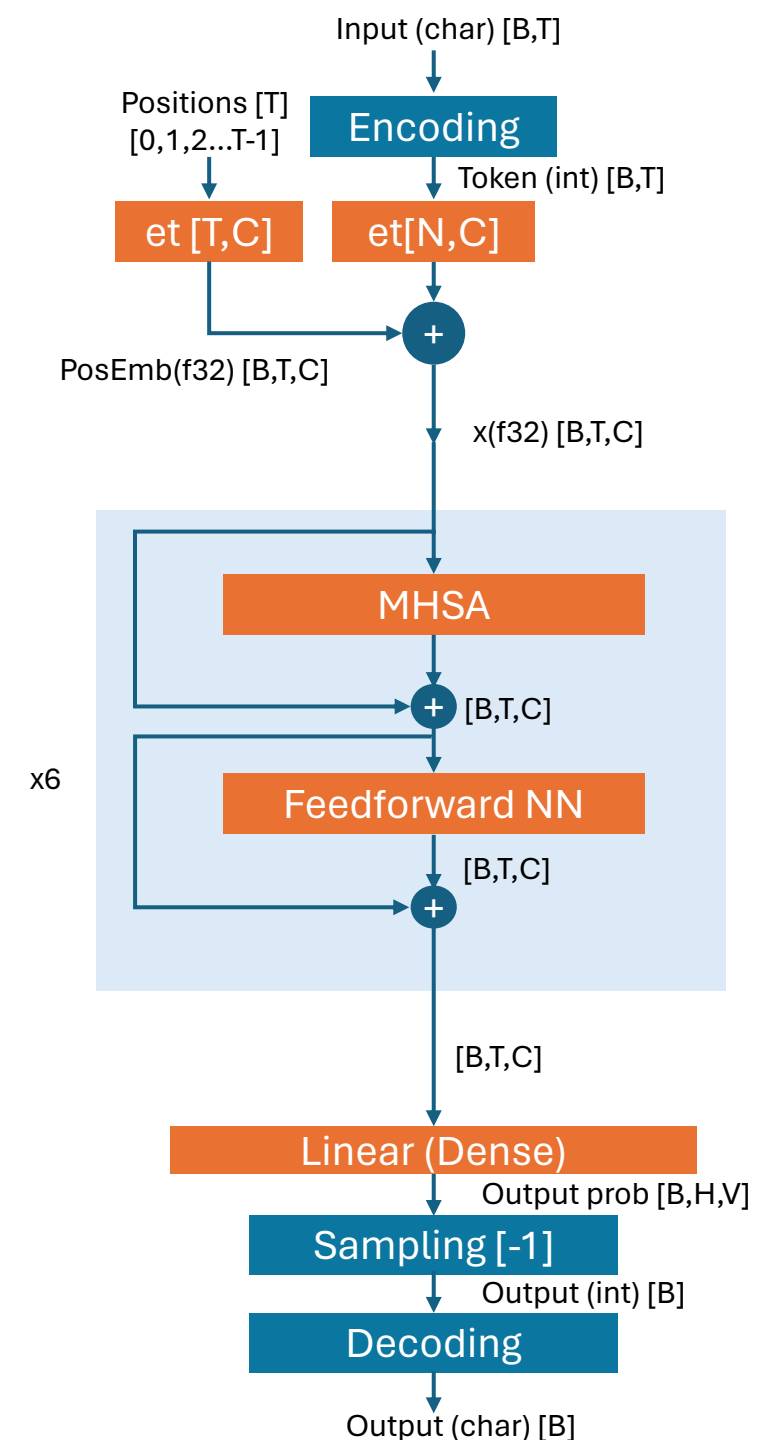 Input (char) [B,T]
Positions [T]
[0,1,2...T-1]
Encoding
Token (int) [B,T]
et [T,C]
et[N,C]
+
PosEmb(f32) [B,T,C]
x(f32) [B,T,C]
MHSA
+
[B,T,C]
x6
Feedforward NN
[B,T,C]
+
[B,T,C]
Linear (Dense)
Output prob [B,H,V]
Sampling [-1]
Output (int) [B]
Decoding
Output (char) [B]